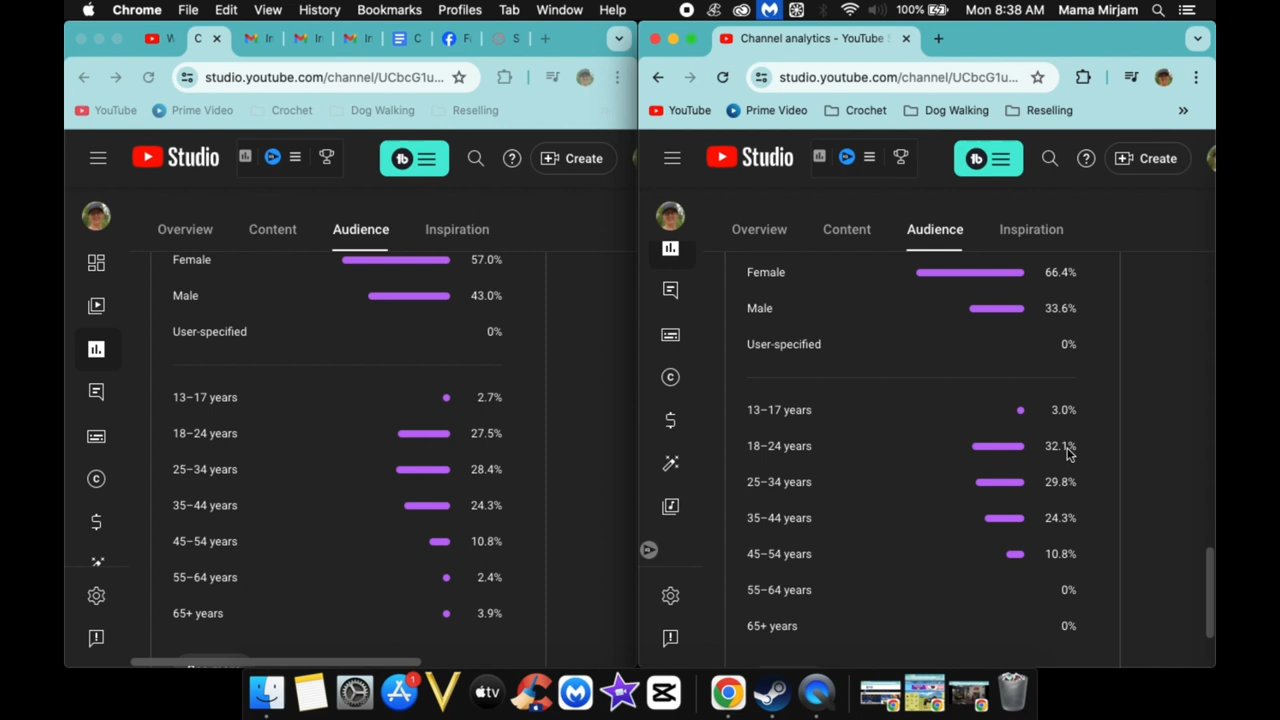 Chrome File Edit View History Bookmarks Profiles Tab Window Help 100% Mon 8:38 AM Mama Mirjam
C
Channel analytics - YouTube
studio.youtube.com/channel/UCbcG1u...
studio.youtube.com/channel/UCbcG1u...
YouTube Prime Video Crochet Dog Walking Reselling
YouTube Prime Video Crochet Dog Walking Reselling »
Studio Create
Studio Create
Overview Content Audience Inspiration
Overview Content Audience Inspiration
Female 57.0%
Male 43.0%
User-specified 0%
13–17 years 2.7%
18–24 years 27.5%
25–34 years 28.4%
35–44 years 24.3%
45–54 years 10.8%
55–64 years 2.4%
65+ years 3.9%
Female 66.4%
Male 33.6%
User-specified 0%
13–17 years 3.0%
18–24 years 32.1%
25–34 years 29.8%
35–44 years 24.3%
45–54 years 10.8%
55–64 years 0%
65+ years 0%
1
tv